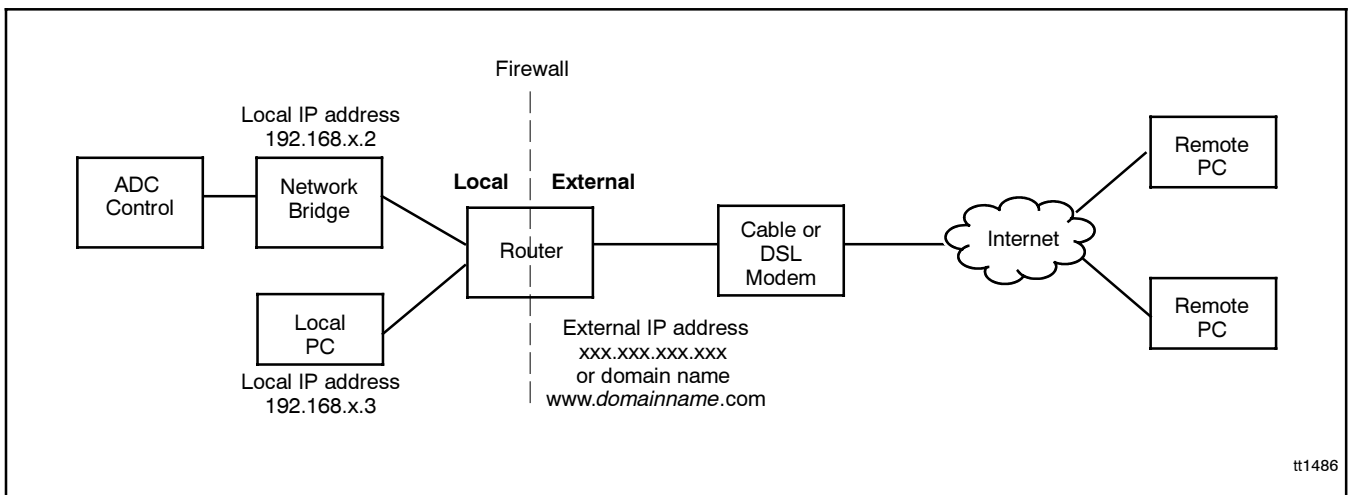 Firewall
Local IP address
192.168.x.2
ADC
Control
Network
Bridge
Local
External
Router
Cable or
DSL
Modem
Internet
Remote
PC
Remote
PC
Local
PC
Local IP address
192.168.x.3
External IP address
xxx.xxx.xxx.xxx
or domain name
www.domainname.com
tt1486